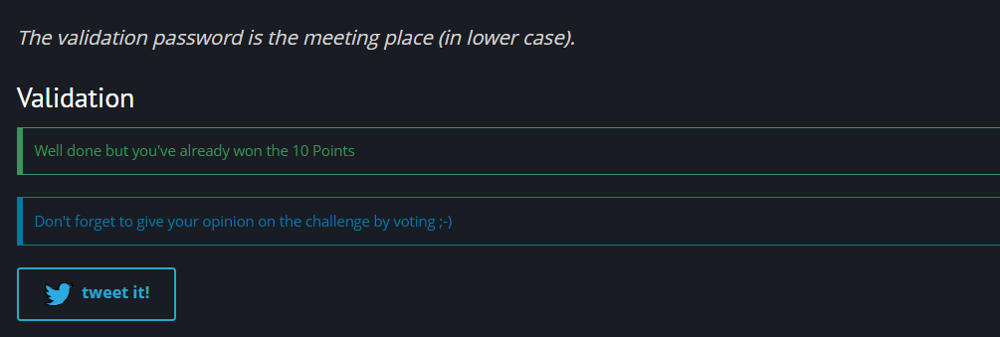 The validation password is the meeting place (in lower case).
Validation
Well done but you've already won the 10 Points
Don't forget to give your opinion on the challenge by voting ;-)
tweet it!